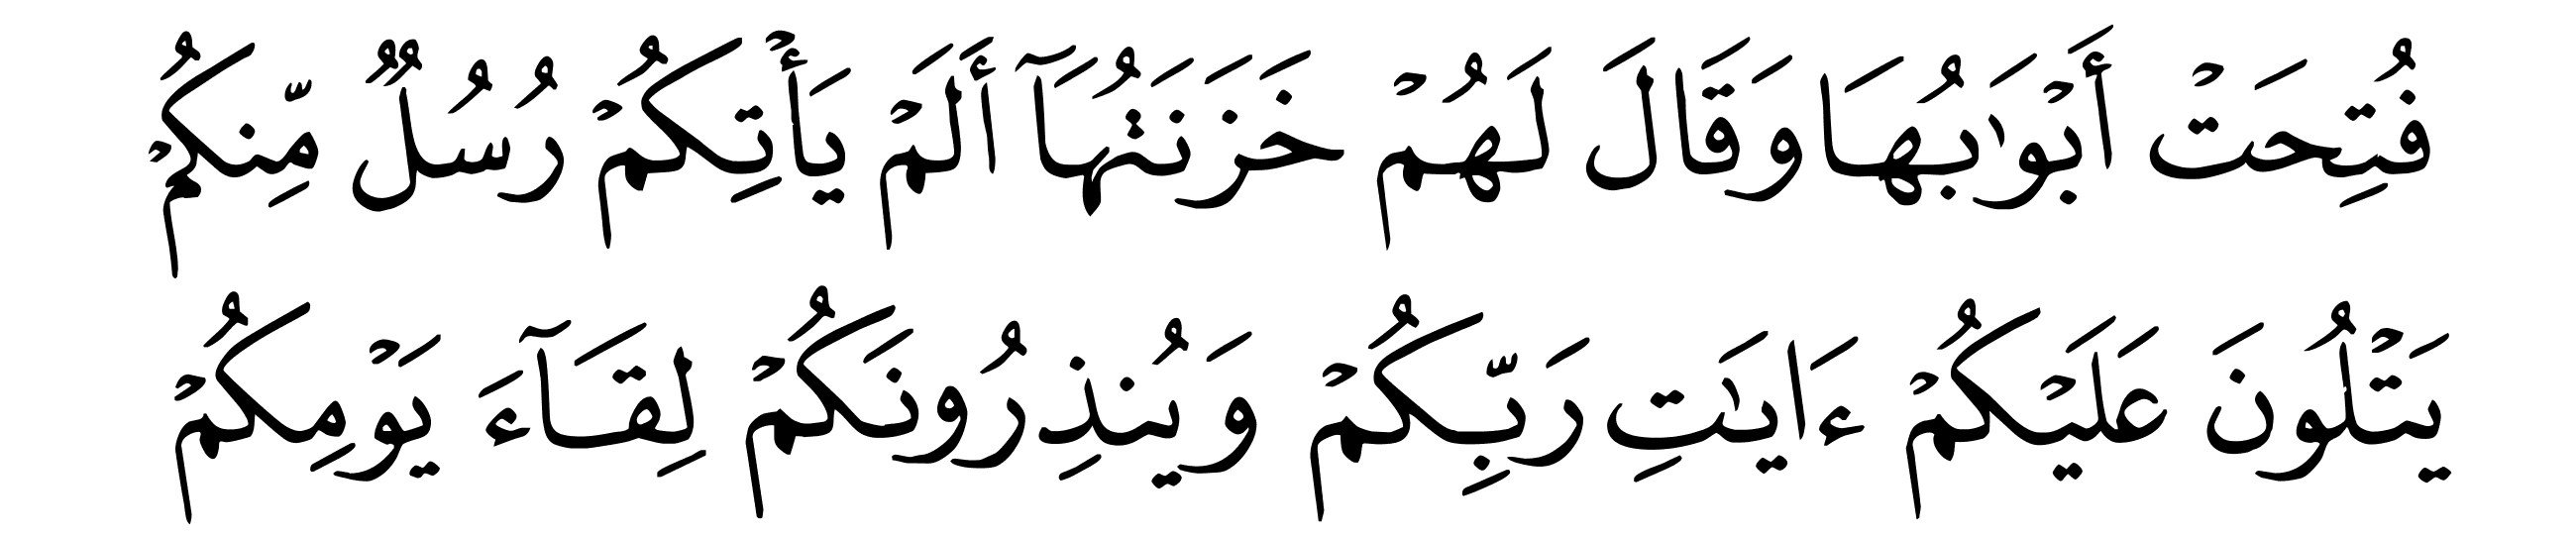 فُتِحَتْ أَبْوَٰبُهَا وَقَالَ لَهُمْ خَزَنَتُهَآ أَلَمْ يَأْتِكُمْ رُسُلٌ مِّنكُمْ
يَتْلُونَ عَلَيْكُمْ ءَايَٰتِ رَبِّكُمْ وَيُنذِرُونَكُمْ لِقَآءَ يَوْمِكُمْ